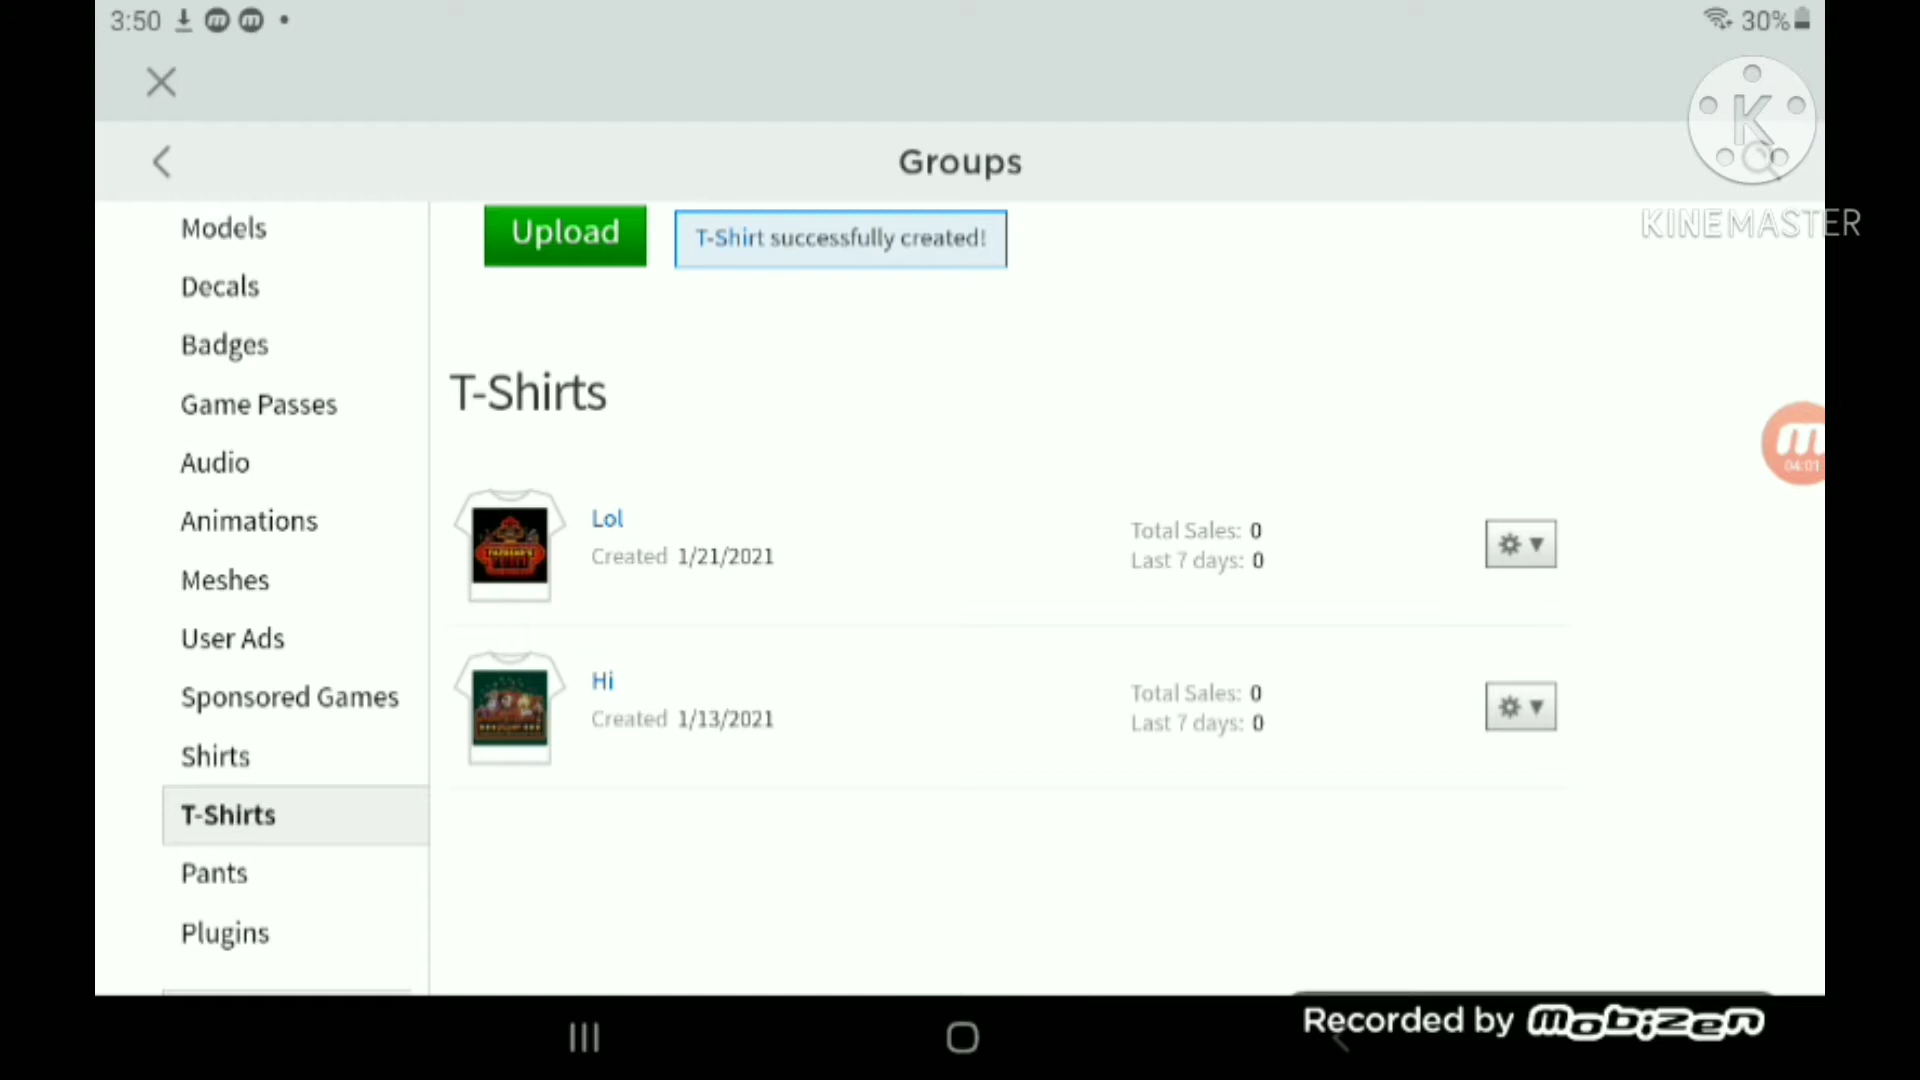 3:50
30%
K
KINEMASTER
Groups
Models
Decals
Badges
Game Passes
Audio
Animations
Meshes
User Ads
Sponsored Games
Shirts
T-Shirts
Pants
Plugins
Upload
T-Shirt successfully created!
T-Shirts
Lol
Created 1/21/2021
Total Sales: 0
Last 7 days: 0
Hi
Created 1/13/2021
Total Sales: 0
Last 7 days: 0
m
04:01
Recorded by mobizen